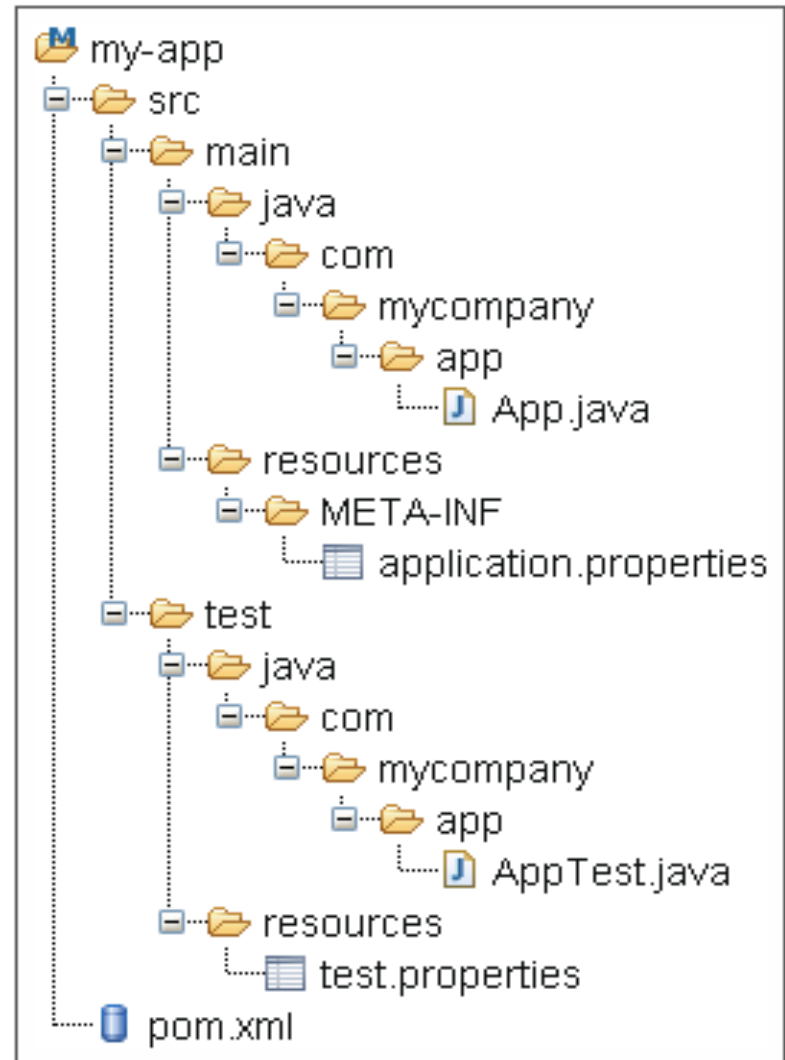 my-app
src
main
java
com
mycompany
app
App.java
resources
META-INF
application.properties
test
java
com
mycompany
app
AppTest.java
resources
test.properties
pom.xml